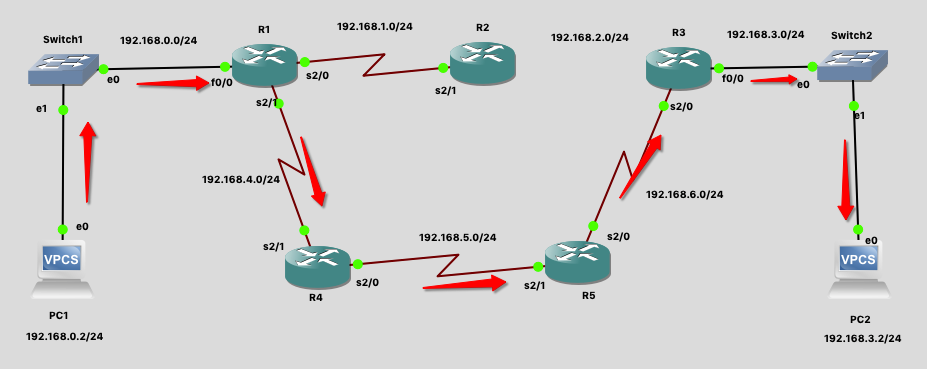 Switch1
192.168.0.0/24
R1
192.168.1.0/24
R2
192.168.2.0/24
R3
192.168.3.0/24
Switch2
e0
f0/0
s2/0
s2/1
f0/0
e0
e1
s2/1
s2/0
e1
192.168.4.0/24
192.168.6.0/24
e0
s2/1
192.168.5.0/24
s2/0
e0
VPCS
s2/0
s2/1
VPCS
R4
R5
PC1
192.168.0.2/24
PC2
192.168.3.2/24